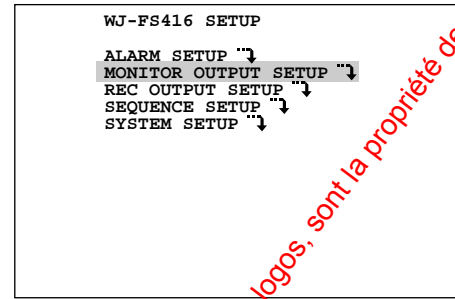 WJ-FS416 SETUP
ALARM SETUP
MONITOR OUTPUT SETUP
REC OUTPUT SETUP
SEQUENCE SETUP
SYSTEM SETUP
logos, sont la propriété de